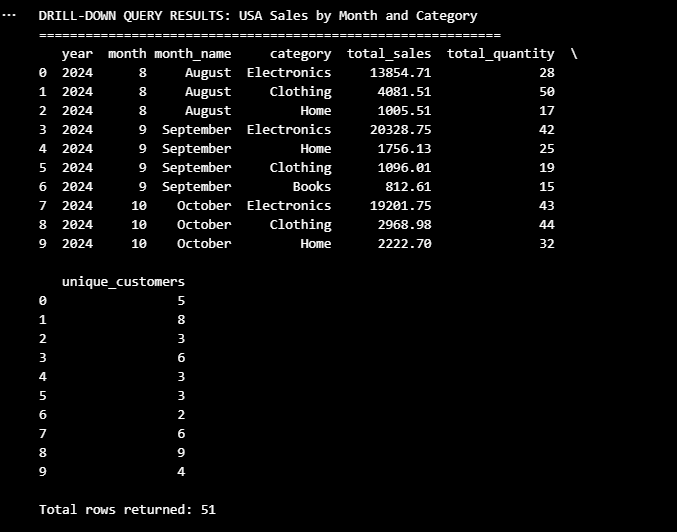 ...
DRILL-DOWN QUERY RESULTS: USA Sales by Month and Category
============================================================
   year  month month_name     category  total_sales  total_quantity  \
0  2024      8     August  Electronics     13854.71              28
1  2024      8     August     Clothing      4081.51              50
2  2024      8     August         Home      1005.51              17
3  2024      9  September  Electronics     20328.75              42
4  2024      9  September         Home      1756.13              25
5  2024      9  September     Clothing      1096.01              19
6  2024      9  September        Books       812.61              15
7  2024     10    October  Electronics     19201.75              43
8  2024     10    October     Clothing      2968.98              44
9  2024     10    October         Home      2222.70              32

   unique_customers
0                 5
1                 8
2                 3
3                 6
4                 3
5                 3
6                 2
7                 6
8                 9
9                 4

Total rows returned: 51